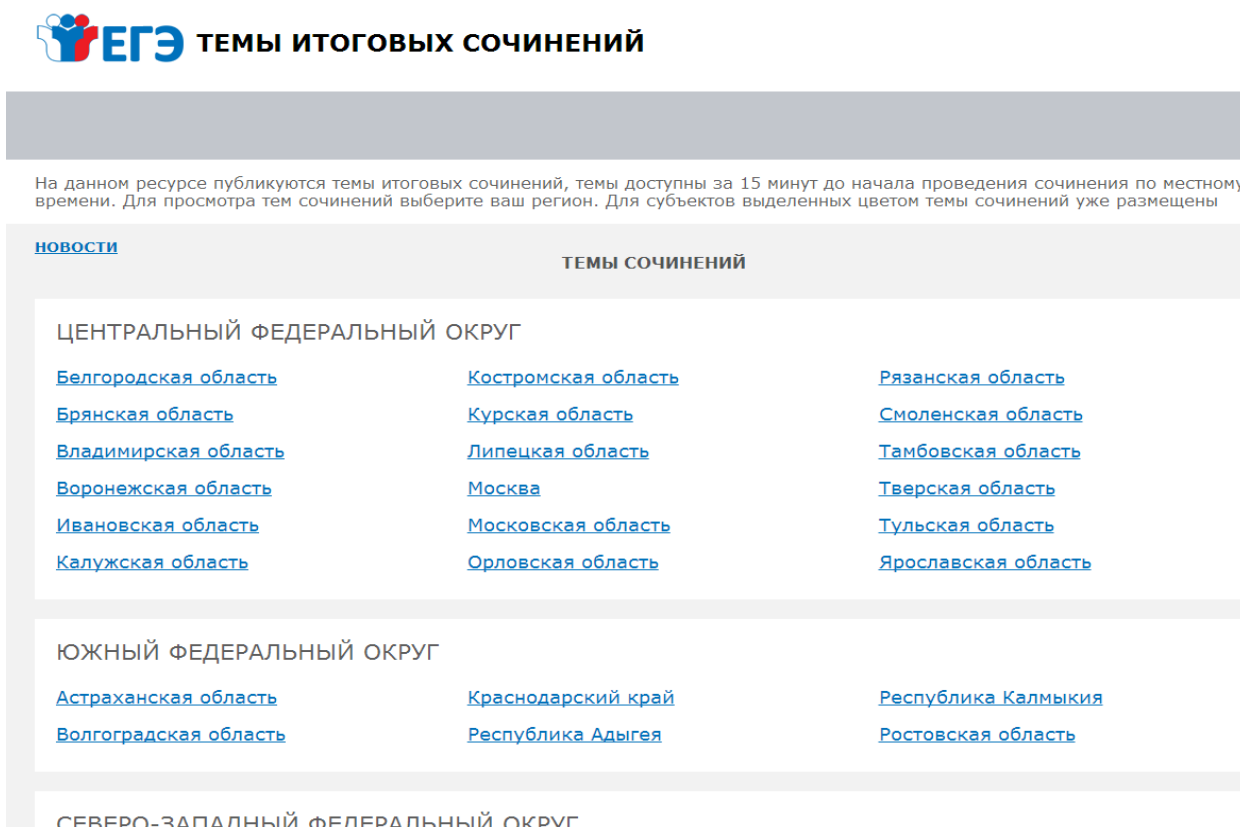 ЕГЭ ТЕМЫ ИТОГОВЫХ СОЧИНЕНИЙ
На данном ресурсе публикуются темы итоговых сочинений, темы доступны за 15 минут до начала проведения сочинения по местному
времени. Для просмотра тем сочинений выберите ваш регион. Для субъектов выделенных цветом темы сочинений уже размещены
НОВОСТИ
ТЕМЫ СОЧИНЕНИЙ
ЦЕНТРАЛЬНЫЙ ФЕДЕРАЛЬНЫЙ ОКРУГ
Белгородская область Костромская область Рязанская область
Брянская область Курская область Смоленская область
Владимирская область Липецкая область Тамбовская область
Воронежская область Москва Тверская область
Ивановская область Московская область Тульская область
Калужская область Орловская область Ярославская область
ЮЖНЫЙ ФЕДЕРАЛЬНЫЙ ОКРУГ
Астраханская область Краснодарский край Республика Калмыкия
Волгоградская область Республика Адыгея Ростовская область
СЕВЕРО-ЗАПАДНЫЙ ФЕДЕРАЛЬНЫЙ ОКРУГ